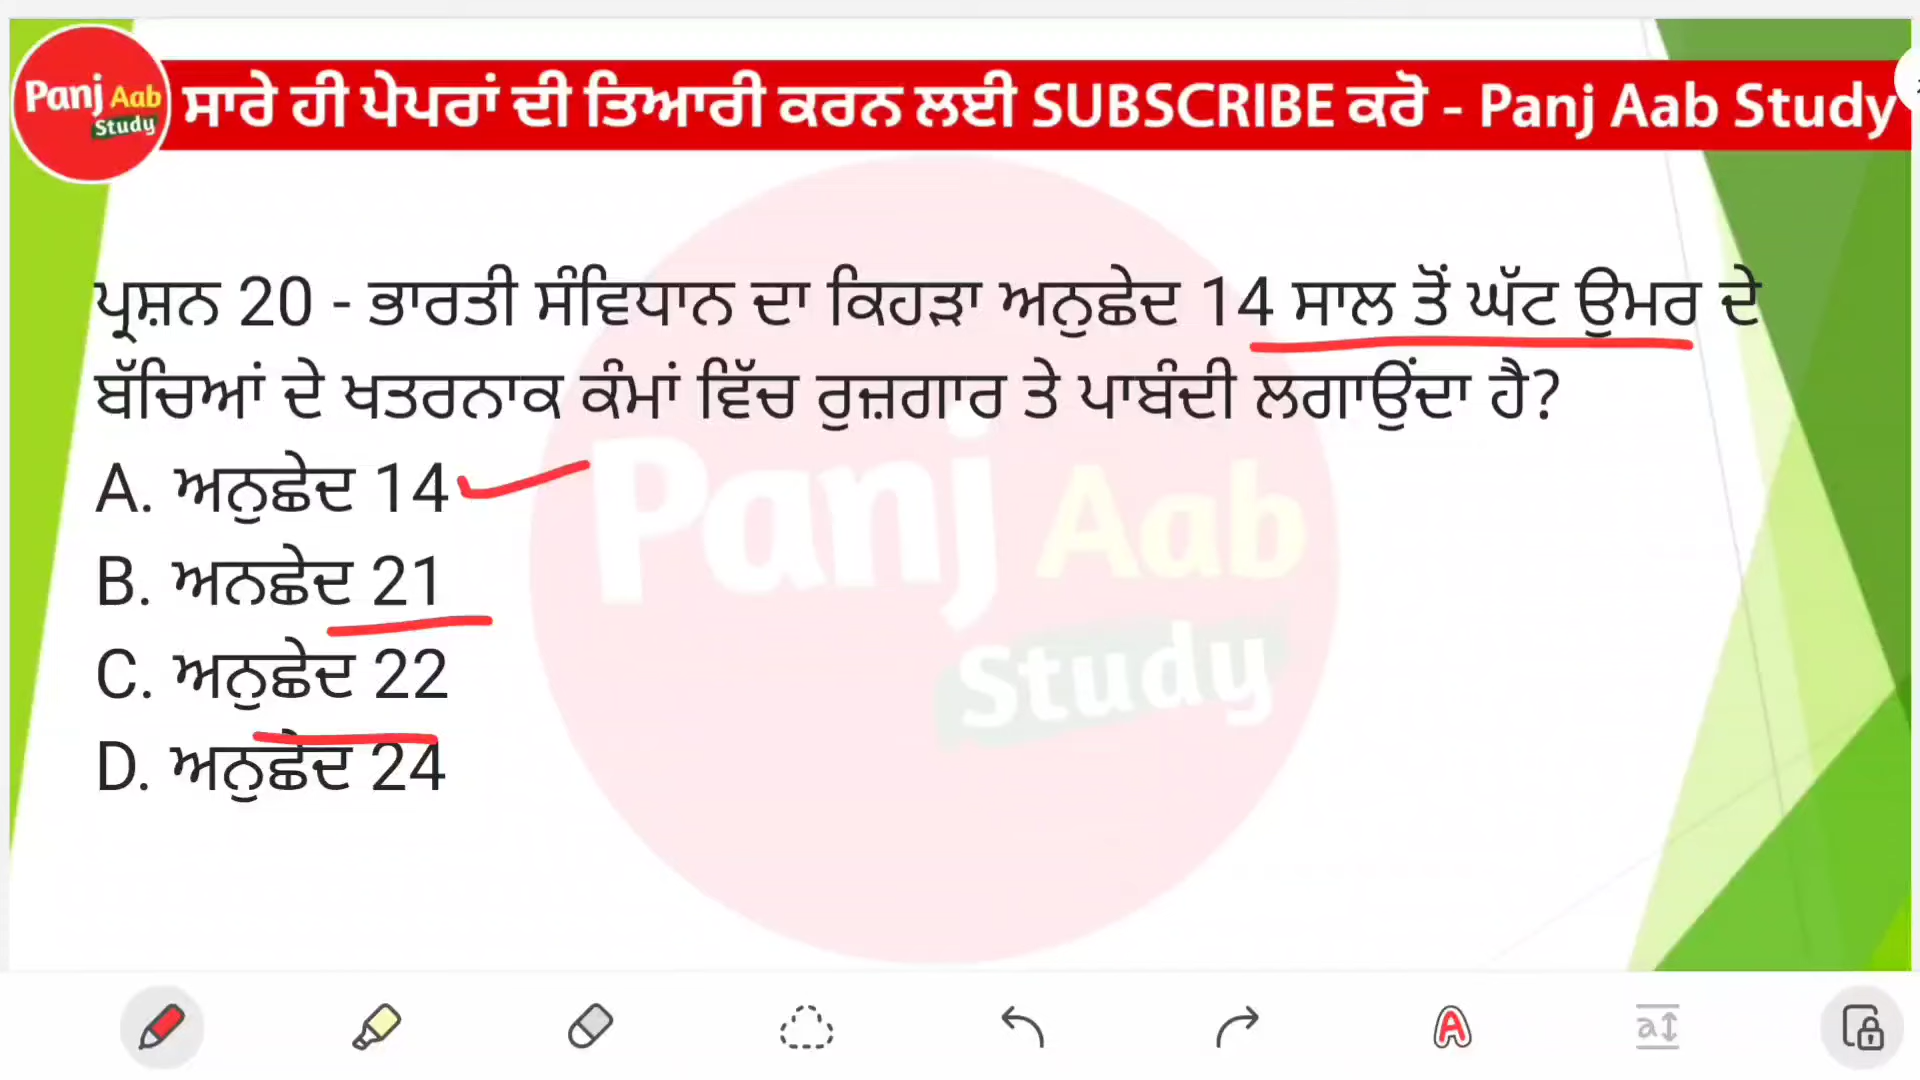 Panj Aab
Study
ਸਾਰੇ ਹੀ ਪੇਪਰਾਂ ਦੀ ਤਿਆਰੀ ਕਰਨ ਲਈ SUBSCRIBE ਕਰੋ - Panj Aab Study
ਪ੍ਰਸ਼ਨ 20 - ਭਾਰਤੀ ਸੰਵਿਧਾਨ ਦਾ ਕਿਹੜਾ ਅਨੁਛੇਦ 14 ਸਾਲ ਤੋਂ ਘੱਟ ਉਮਰ ਦੇ
ਬੱਚਿਆਂ ਦੇ ਖਤਰਨਾਕ ਕੰਮਾਂ ਵਿੱਚ ਰੁਜ਼ਗਾਰ ਤੇ ਪਾਬੰਦੀ ਲਗਾਉਂਦਾ ਹੈ?
A. ਅਨੁਛੇਦ 14
B. ਅਨਛੇਦ 21
C. ਅਨੁਛੇਦ 22
D. ਅਨੁਛੇਦ 24
Panj Aab
Study
A
a